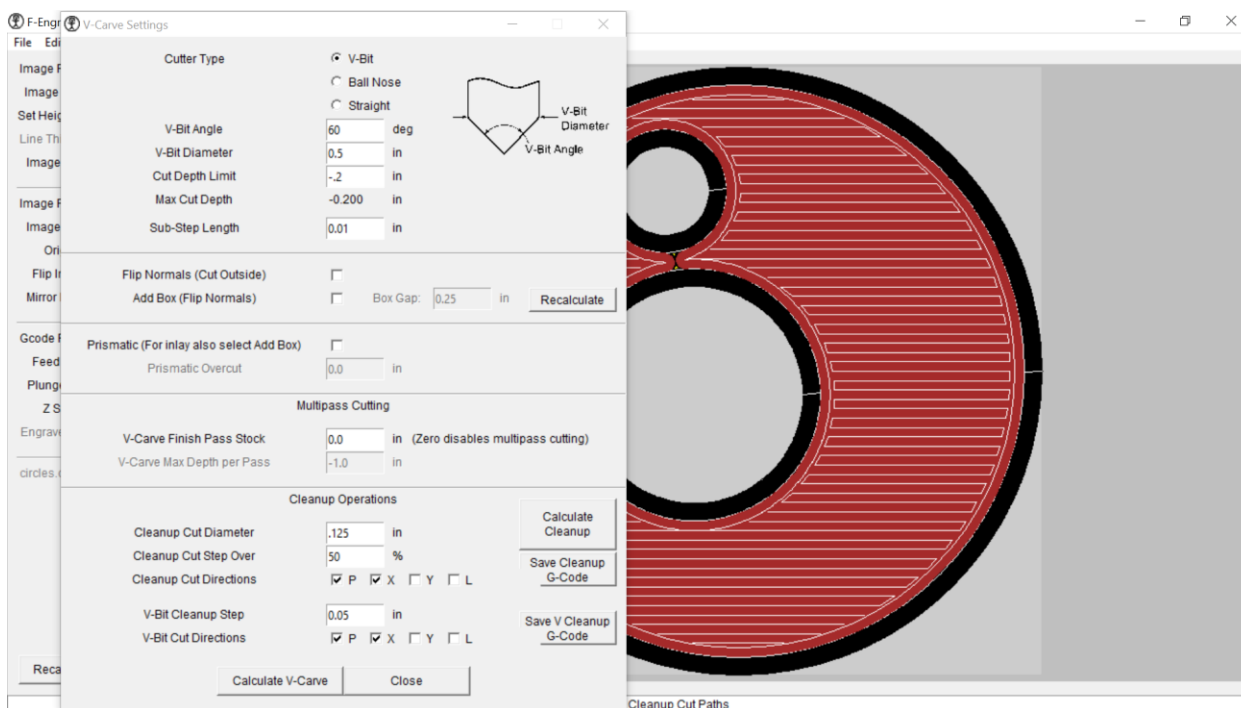 F-Engr
V-Carve Settings
File Edi
Image F
Image
Set Heig
Line Thi
Image
Image F
Image
Ori
Flip In
Mirror I
Gcode F
Feed
Plunge
Z S
Engrave
circles.c
Reca
Cutter Type
V-Bit
Ball Nose
Straight
V-Bit Diameter
V-Bit Angle
V-Bit Angle 60 deg
V-Bit Diameter 0.5 in
Cut Depth Limit -.2 in
Max Cut Depth -0.200 in
Sub-Step Length 0.01 in
Flip Normals (Cut Outside)
Add Box (Flip Normals) Box Gap: 0.25 in Recalculate
Prismatic (For inlay also select Add Box)
Prismatic Overcut 0.0 in
Multipass Cutting
V-Carve Finish Pass Stock 0.0 in (Zero disables multipass cutting)
V-Carve Max Depth per Pass -1.0 in
Cleanup Operations
Calculate Cleanup
Cleanup Cut Diameter .125 in
Cleanup Cut Step Over 50 %
Save Cleanup G-Code
Cleanup Cut Directions P X Y L
V-Bit Cleanup Step 0.05 in
Save V Cleanup G-Code
V-Bit Cut Directions P X Y L
Calculate V-Carve Close
Cleanup Cut Paths